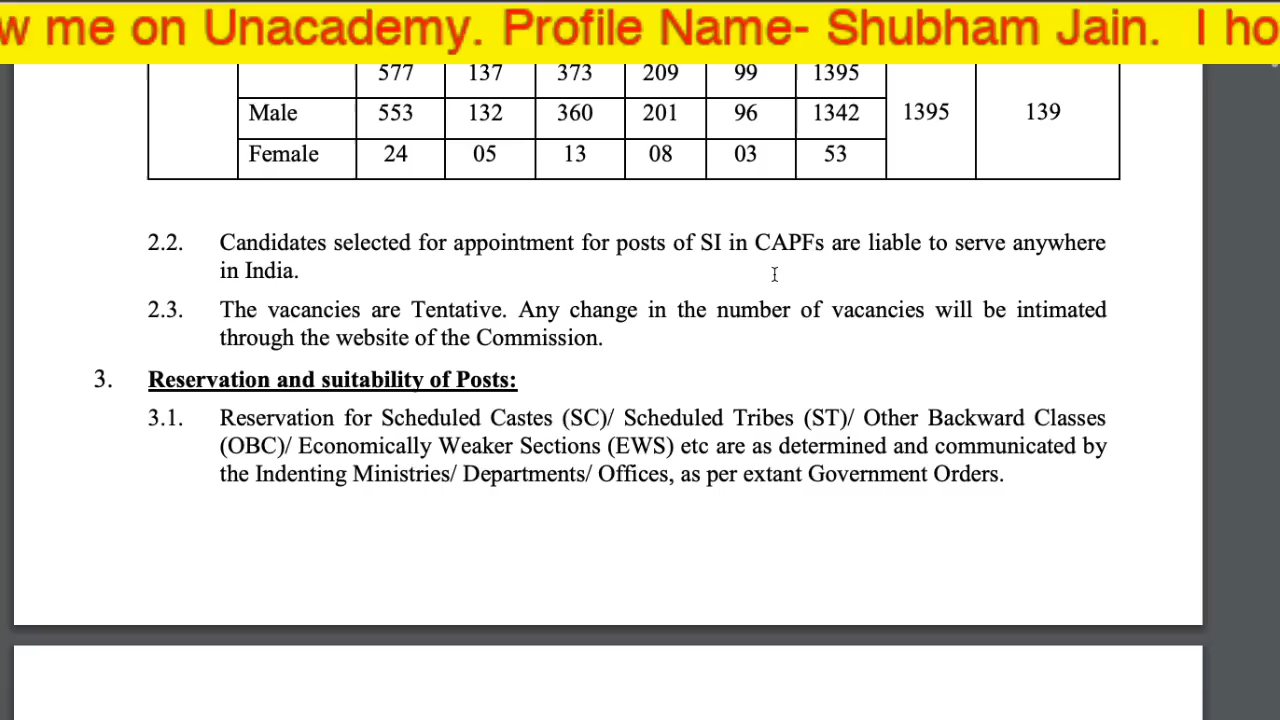 w me on Unacademy. Profile Name- Shubham Jain. I ho
577 137 373 209 99 1395
Male 553 132 360 201 96 1342 1395 139
Female 24 05 13 08 03 53
2.2. Candidates selected for appointment for posts of SI in CAPFs are liable to serve anywhere
in India.
2.3. The vacancies are Tentative. Any change in the number of vacancies will be intimated
through the website of the Commission.
3. Reservation and suitability of Posts:
3.1. Reservation for Scheduled Castes (SC)/ Scheduled Tribes (ST)/ Other Backward Classes
(OBC)/ Economically Weaker Sections (EWS) etc are as determined and communicated by
the Indenting Ministries/ Departments/ Offices, as per extant Government Orders.